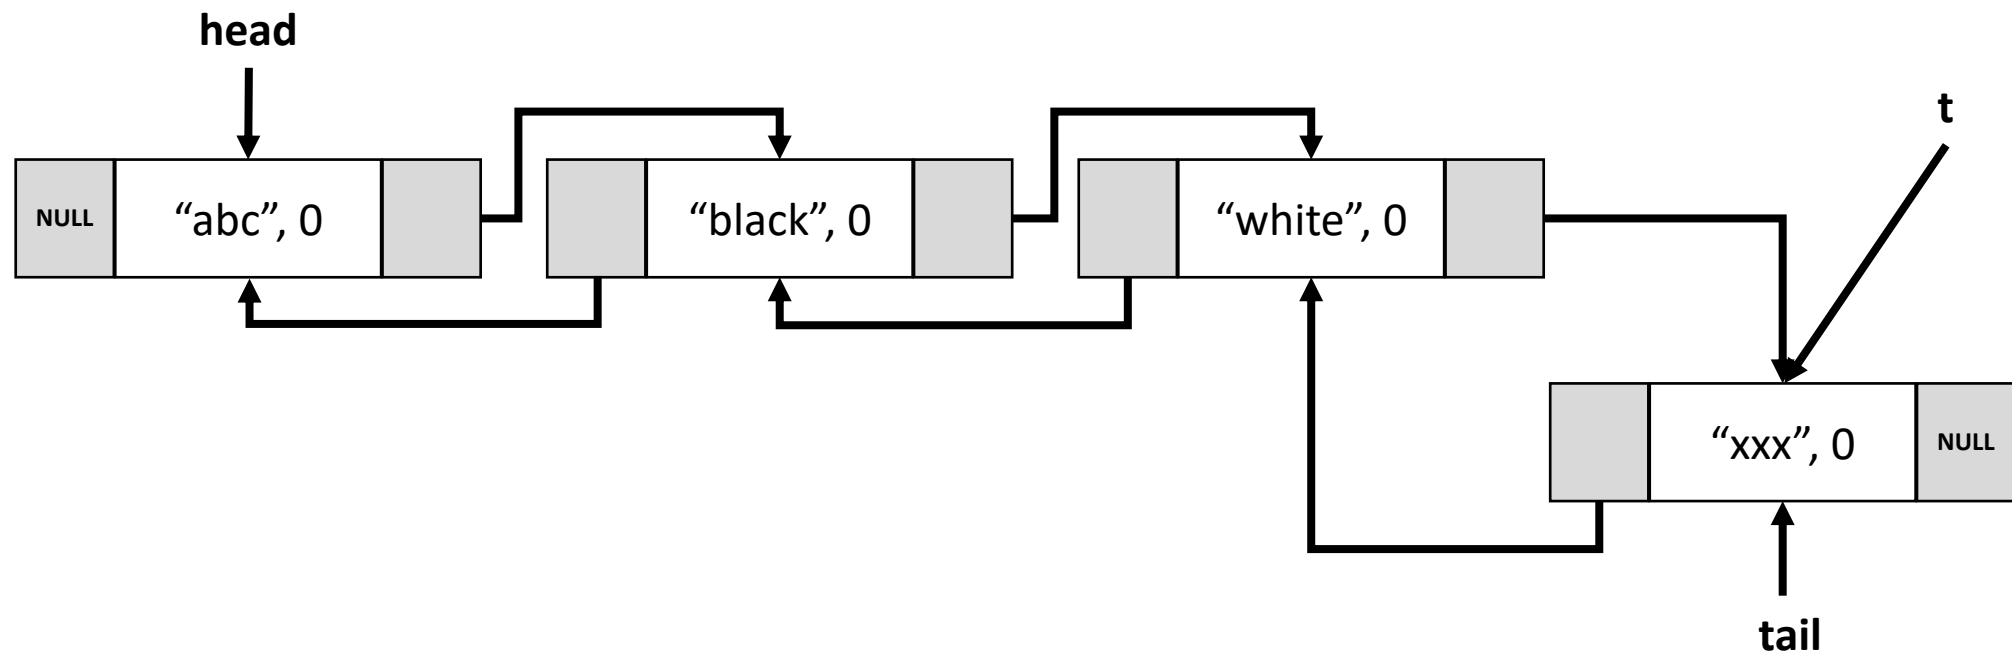 head
t
NULL “abc”, 0 “black”, 0 “white”, 0
“xxx”, 0 NULL
tail